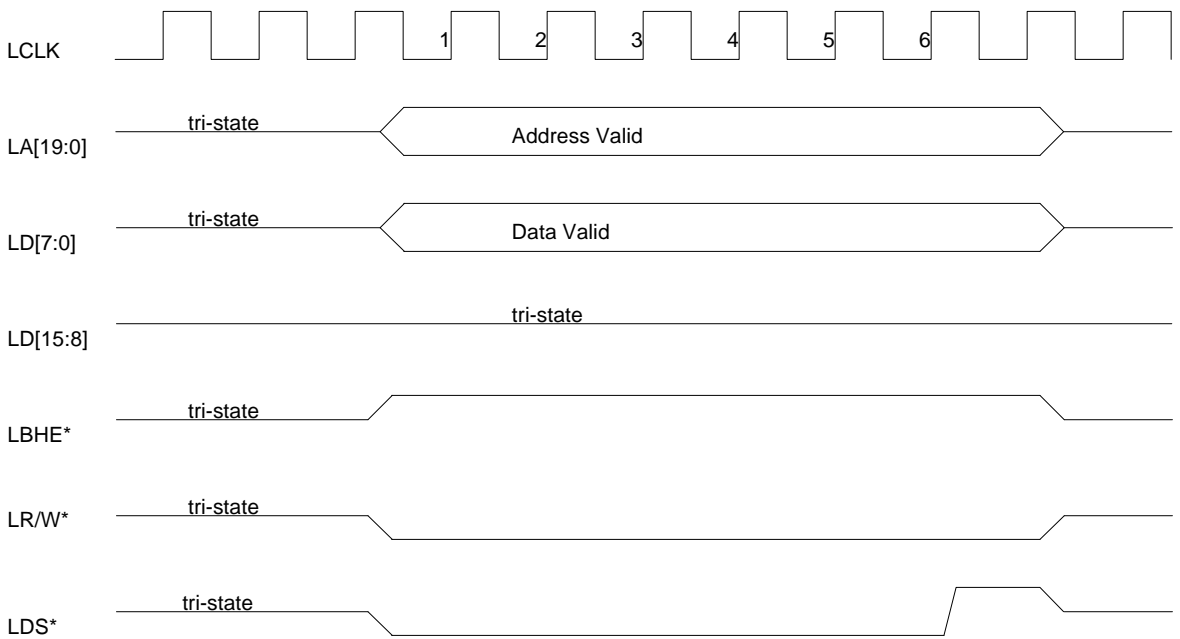 1 2 3 4 5 6
LCLK
tri-state
Address Valid
LA[19:0]
tri-state
Data Valid
LD[7:0]
tri-state
LD[15:8]
tri-state
LBHE*
tri-state
LR/W*
tri-state
LDS*